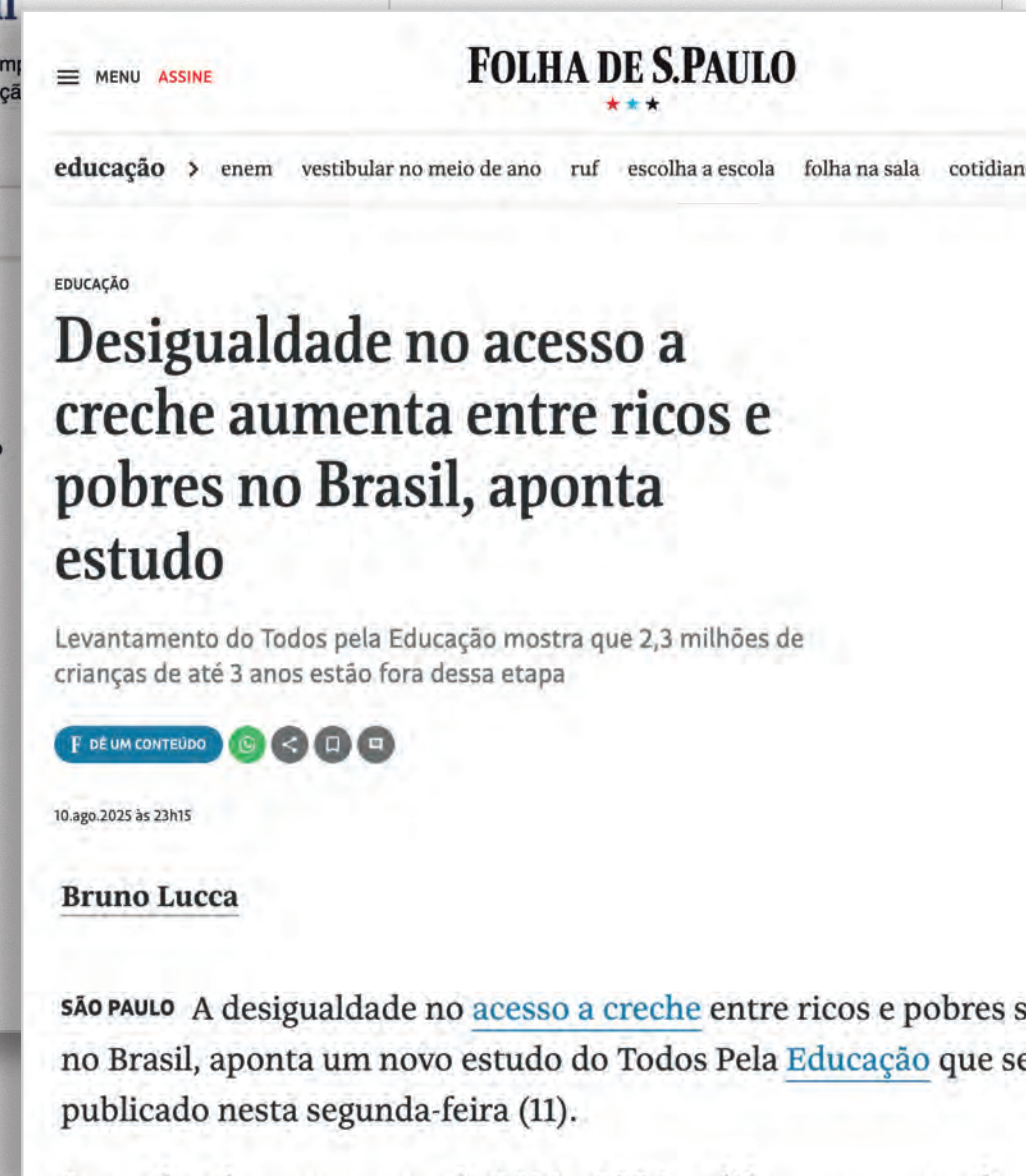 MENU ASSINE
FOLHA DE S.PAULO
educação > enem vestibular no meio de ano ruf escolha a escola folha na sala
EDUCAÇÃO
Desigualdade no acesso a
creche aumenta entre ricos e
pobres no Brasil, aponta
estudo
Levantamento do Todos pela Educação mostra que 2,3 milhões de
crianças de até 3 anos estão fora dessa etapa
F DÊ UM CONTEÚDO
10.ago.2025 às 23h15
Bruno Lucca
SÃO PAULO A desigualdade no acesso a creche entre ricos e pobres
no Brasil, aponta um novo estudo do Todos Pela Educação que
publicado nesta segunda-feira (11).